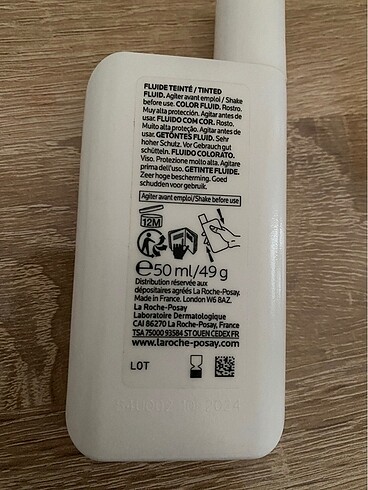 FLUIDE TEINTÉ / TINTED
FLUID. Agiter avant emploi / Shake
before use. COLOR FLUID. Rostro.
Muy alta protección. Agitar antes de
usar. FLUIDO COM COR. Rosto.
Muito alta proteção. Agitar antes de
usar. GETÖNTES FLUID. Sehr
hoher Schutz. Vor Gebrauch gut
schütteln. FLUIDO COLORATO.
Viso. Protezione molto alta. Agitare
prima dell'uso. GETINTE FLUIDE.
Zeer hoge bescherming. Goed
schudden voor gebruik.
Agiter avant emploi/Shake before use
12M
℮50 ml/49 g
Distribution réservée aux
dépositaires agréés La Roche-Posay.
Made in France. London W6 8AZ.
La Roche-Posay
Laboratoire Dermatologique
CAI 86270 La Roche-Posay, France
TSA 75000 93584 ST OUEN CEDEX FR
www.laroche-posay.com
LOT